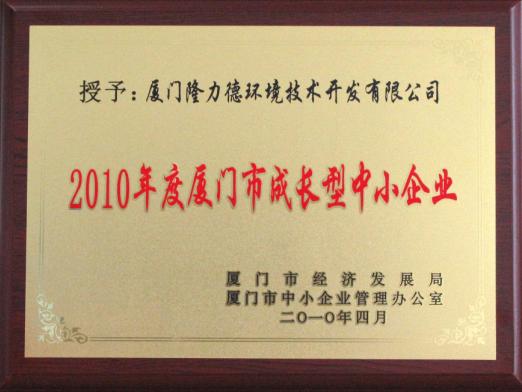 授予：厦门隆力德环境技术开发有限公司
2010年度厦门市成长型中小企业
厦门市经济发展局
厦门市中小企业管理办公室
二〇一〇年四月